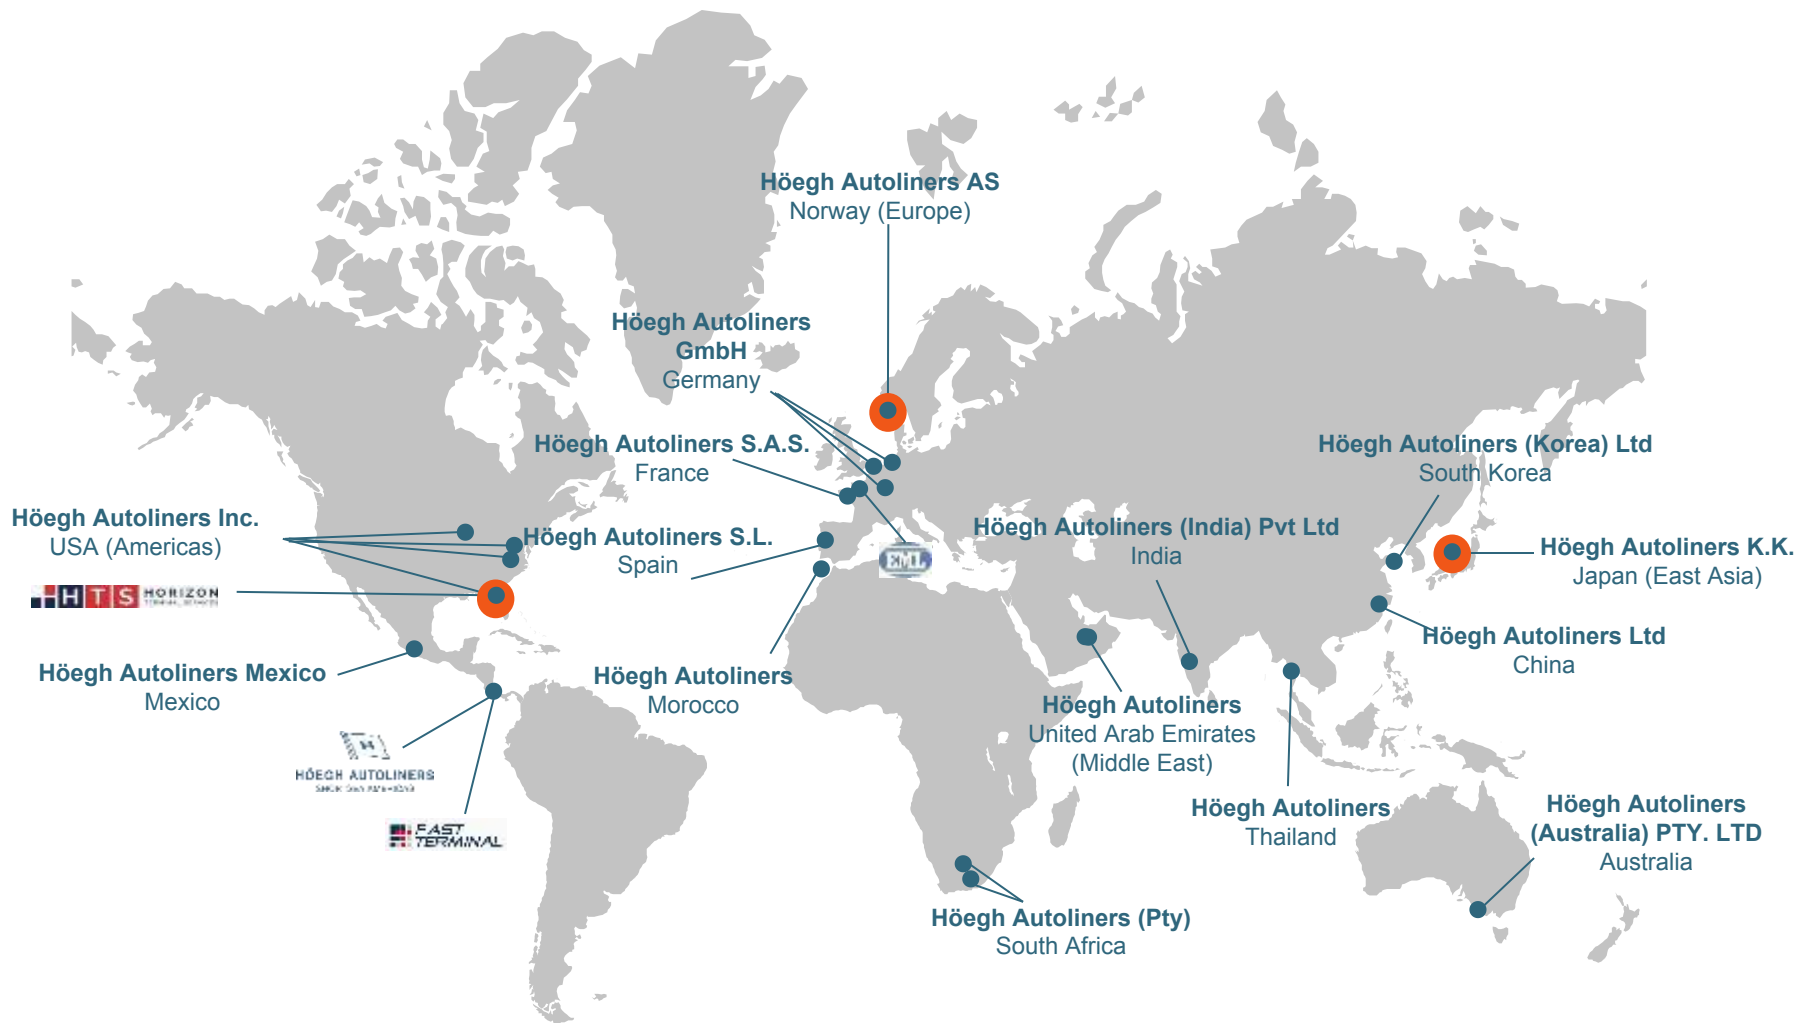 Höegh Autoliners AS
Norway (Europe)
Höegh Autoliners
GmbH
Germany
Höegh Autoliners S.A.S.
France
Höegh Autoliners (Korea) Ltd
South Korea
Höegh Autoliners Inc.
USA (Americas)
Höegh Autoliners S.L.
Spain
EML
Höegh Autoliners (India) Pvt Ltd
India
Höegh Autoliners K.K.
Japan (East Asia)
HTS HORIZON
TERMINAL SERVICES
Höegh Autoliners Ltd
China
Höegh Autoliners Mexico
Mexico
Höegh Autoliners
Morocco
Höegh Autoliners
United Arab Emirates
(Middle East)
HÖEGH AUTOLINERS
Höegh Autoliners
Thailand
Höegh Autoliners
(Australia) PTY. LTD
Australia
FAST
TERMINAL
Höegh Autoliners (Pty)
South Africa